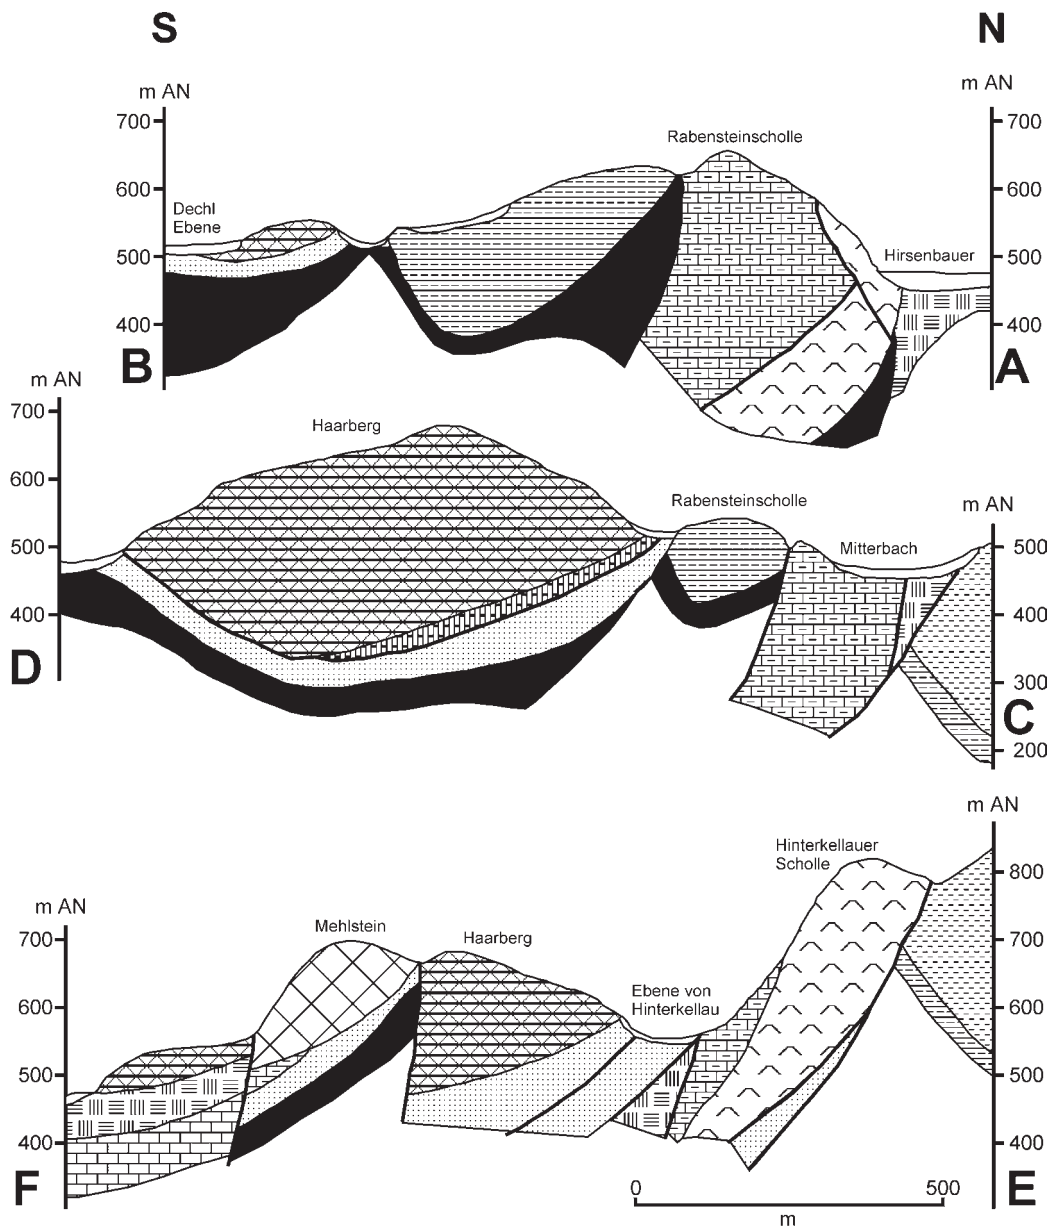 S
N
m AN
m AN
700
700
Rabensteinscholle
600
600
Dechl
Ebene
Hirsenbauer
500
500
400
400
B
A
m AN
700
Haarberg
600
Rabensteinscholle
m AN
Mitterbach
500
500
400
400
D
300
C
200
m AN
Hinterkellauer
Scholle
800
m AN
Mehlstein
Haarberg
700
700
Ebene von
Hinterkellau
600
600
500
500
400
400
F
E
0
500
m